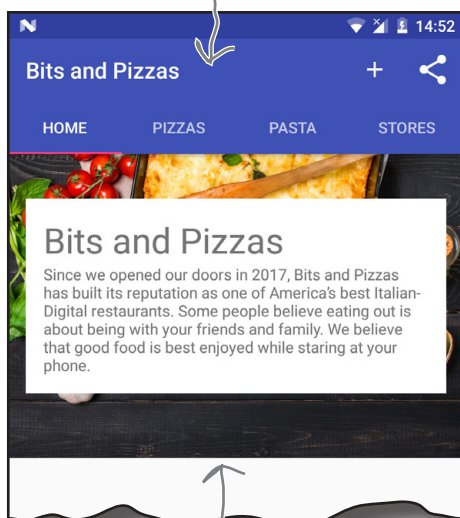 14:52
Bits and Pizzas
HOME PIZZAS PASTA STORES
Bits and Pizzas
Since we opened our doors in 2017, Bits and Pizzas
has built its reputation as one of America's best Italian-
Digital restaurants. Some people believe eating out is
about being with your friends and family. We believe
that good food is best enjoyed while staring at your
phone.